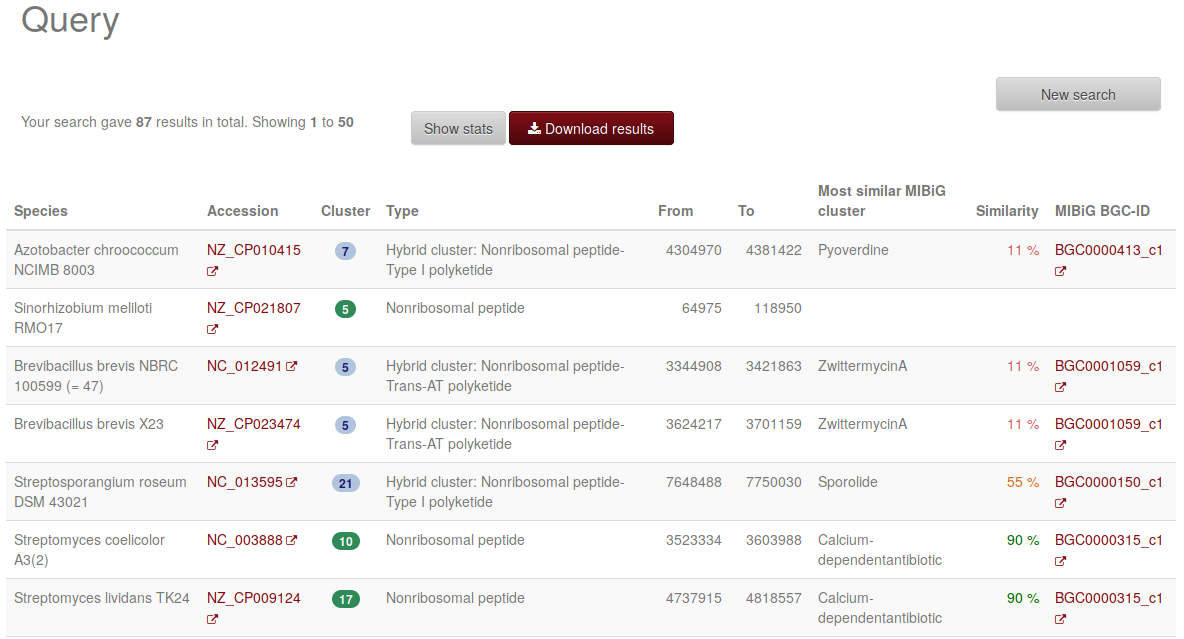 Query
New search
Your search gave 87 results in total. Showing 1 to 50
Show stats
Download results
Species Accession Cluster Type From To Most similar MIBiG cluster Similarity MIBiG BGC-ID
Azotobacter chroococcum NZ_CP010415 7 Hybrid cluster: Nonribosomal peptide- 4304970 4381422 Pyoverdine 11 % BGC0000413_c1
NCIMB 8003 Type I polyketide
Sinorhizobium meliloti NZ_CP021807 5 Nonribosomal peptide 64975 118950
RMO17
Brevibacillus brevis NBRC NC_012491 5 Hybrid cluster: Nonribosomal peptide- 3344908 3421863 ZwittermycinA 11 % BGC0001059_c1
100599 (= 47) Trans-AT polyketide
Brevibacillus brevis X23 NZ_CP023474 5 Hybrid cluster: Nonribosomal peptide- 3624217 3701159 ZwittermycinA 11 % BGC0001059_c1
Trans-AT polyketide
Streptosporangium roseum NC_013595 21 Hybrid cluster: Nonribosomal peptide- 7648488 7750030 Sporolide 55 % BGC0000150_c1
DSM 43021 Type I polyketide
Streptomyces coelicolor NC_003888 10 Nonribosomal peptide 3523334 3603988 Calcium- 90 % BGC0000315_c1
A3(2) dependentantibiotic
Streptomyces lividans TK24 NZ_CP009124 17 Nonribosomal peptide 4737915 4818557 Calcium- 90 % BGC0000315_c1
dependentantibiotic